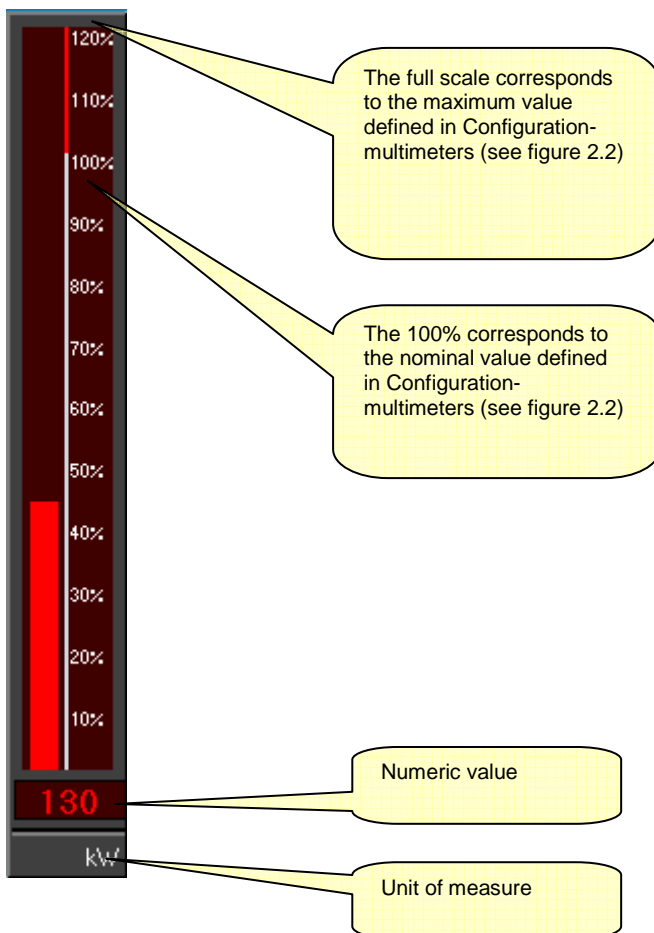 120%
110%
100%
90%
80%
70%
60%
50%
40%
30%
20%
10%
130
kW
The full scale corresponds
to the maximum value
defined in Configuration-
multimeters (see figure 2.2)
The 100% corresponds to
the nominal value defined
in Configuration-
multimeters (see figure 2.2)
Numeric value
Unit of measure